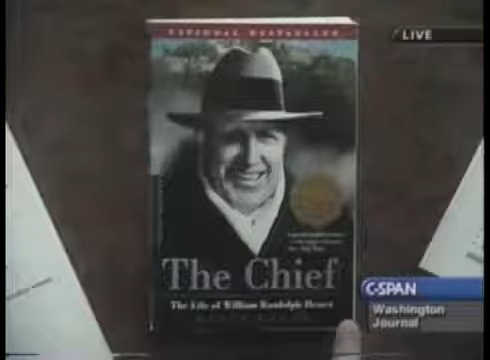 LIVE
NATIONAL BESTSELLER
The Chief
The Life of William Randolph Hearst
C-SPAN
Washington
Journal